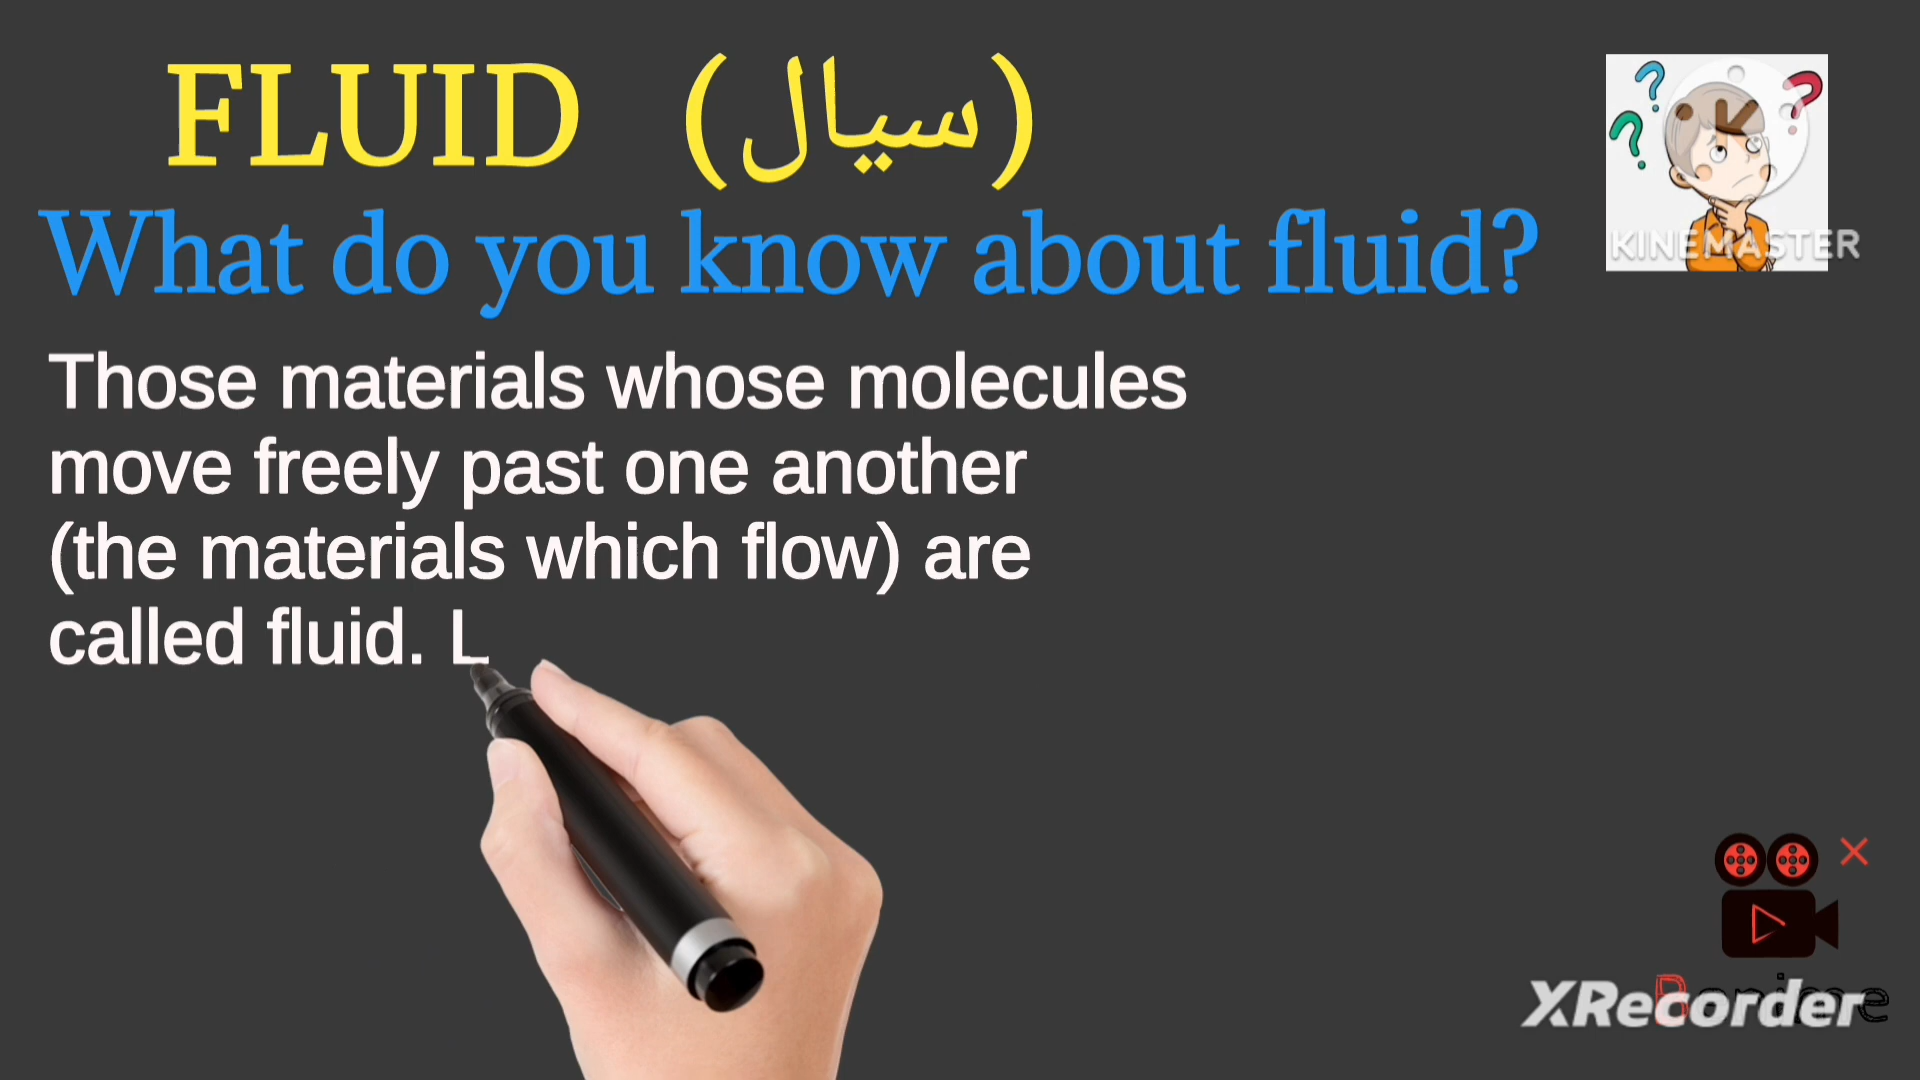 FLUID (سیال)
What do you know about fluid?
Those materials whose molecules
move freely past one another
(the materials which flow) are
called fluid. L
K
KINEMASTER
XRecorder